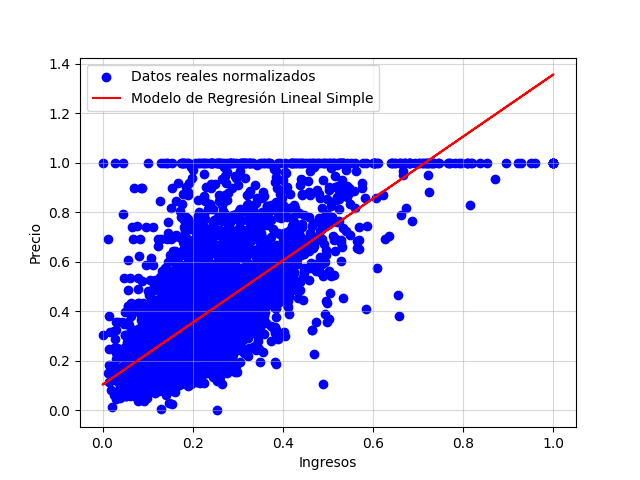 1.4
1.2
1.0
0.8
0.6
0.4
0.2
0.0
Precio
Datos reales normalizados
Modelo de Regresión Lineal Simple
0.0 0.2 0.4 0.6 0.8 1.0
Ingresos